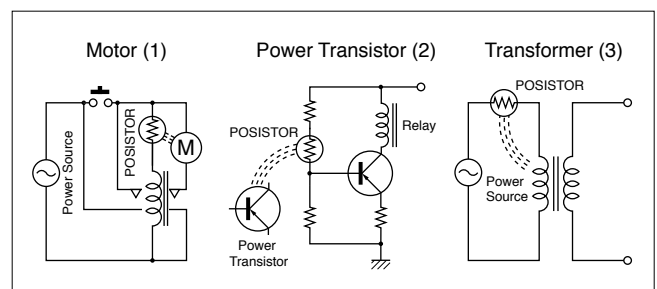 Motor (1)
Power Transistor (2)
Transformer (3)
Power Source
POSISTOR
M
POSISTOR
Relay
Power
Transistor
POSISTOR
Power
Source